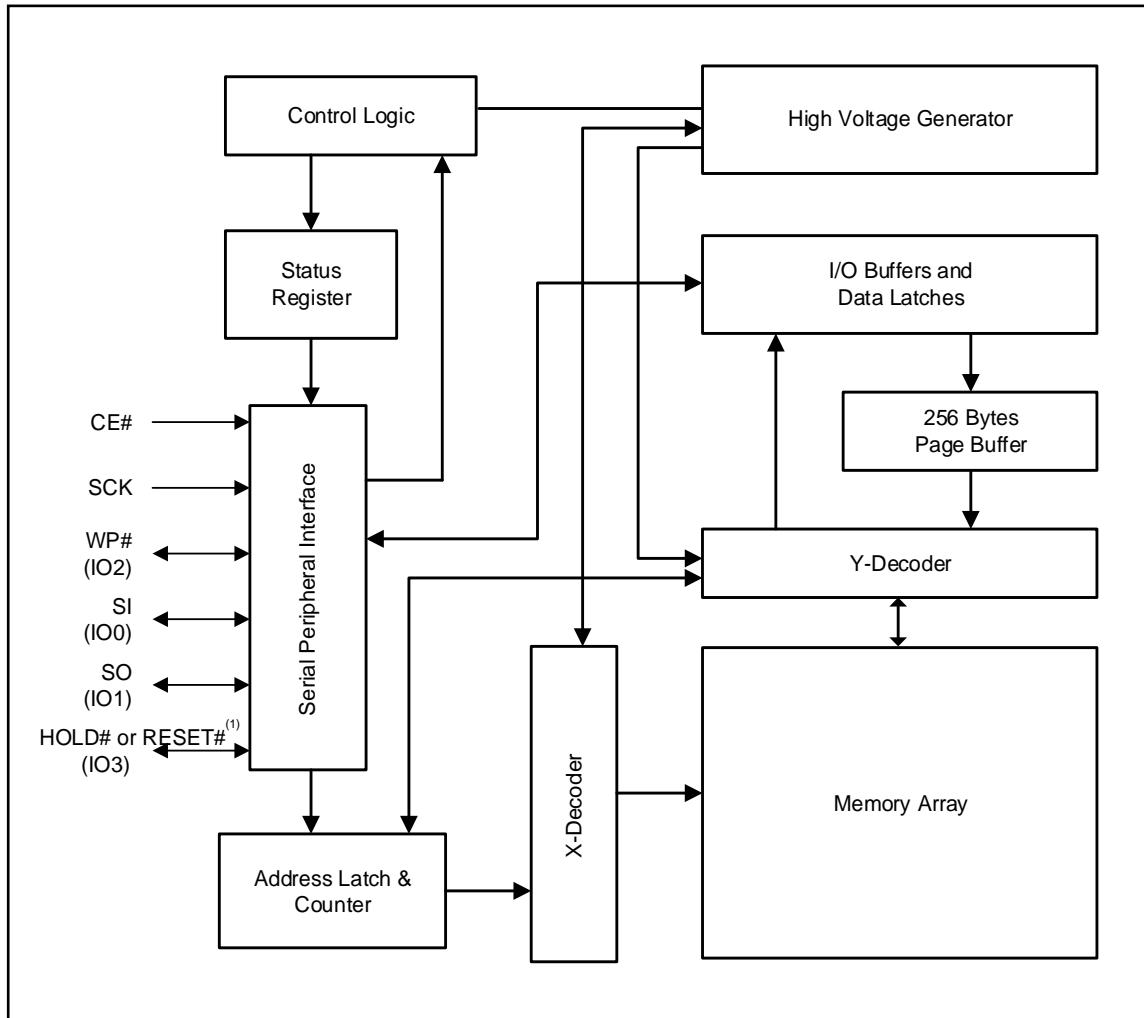 Control Logic
High Voltage Generator
Status
Register
I/O Buffers and
Data Latches
256 Bytes
Page Buffer
Y-Decoder
CE#
SCK
WP#
(IO2)
SI
(IO0)
SO
(IO1)
HOLD# or RESET#(1)
(IO3)
Serial Peripheral Interface
X-Decoder
Memory Array
Address Latch &
Counter